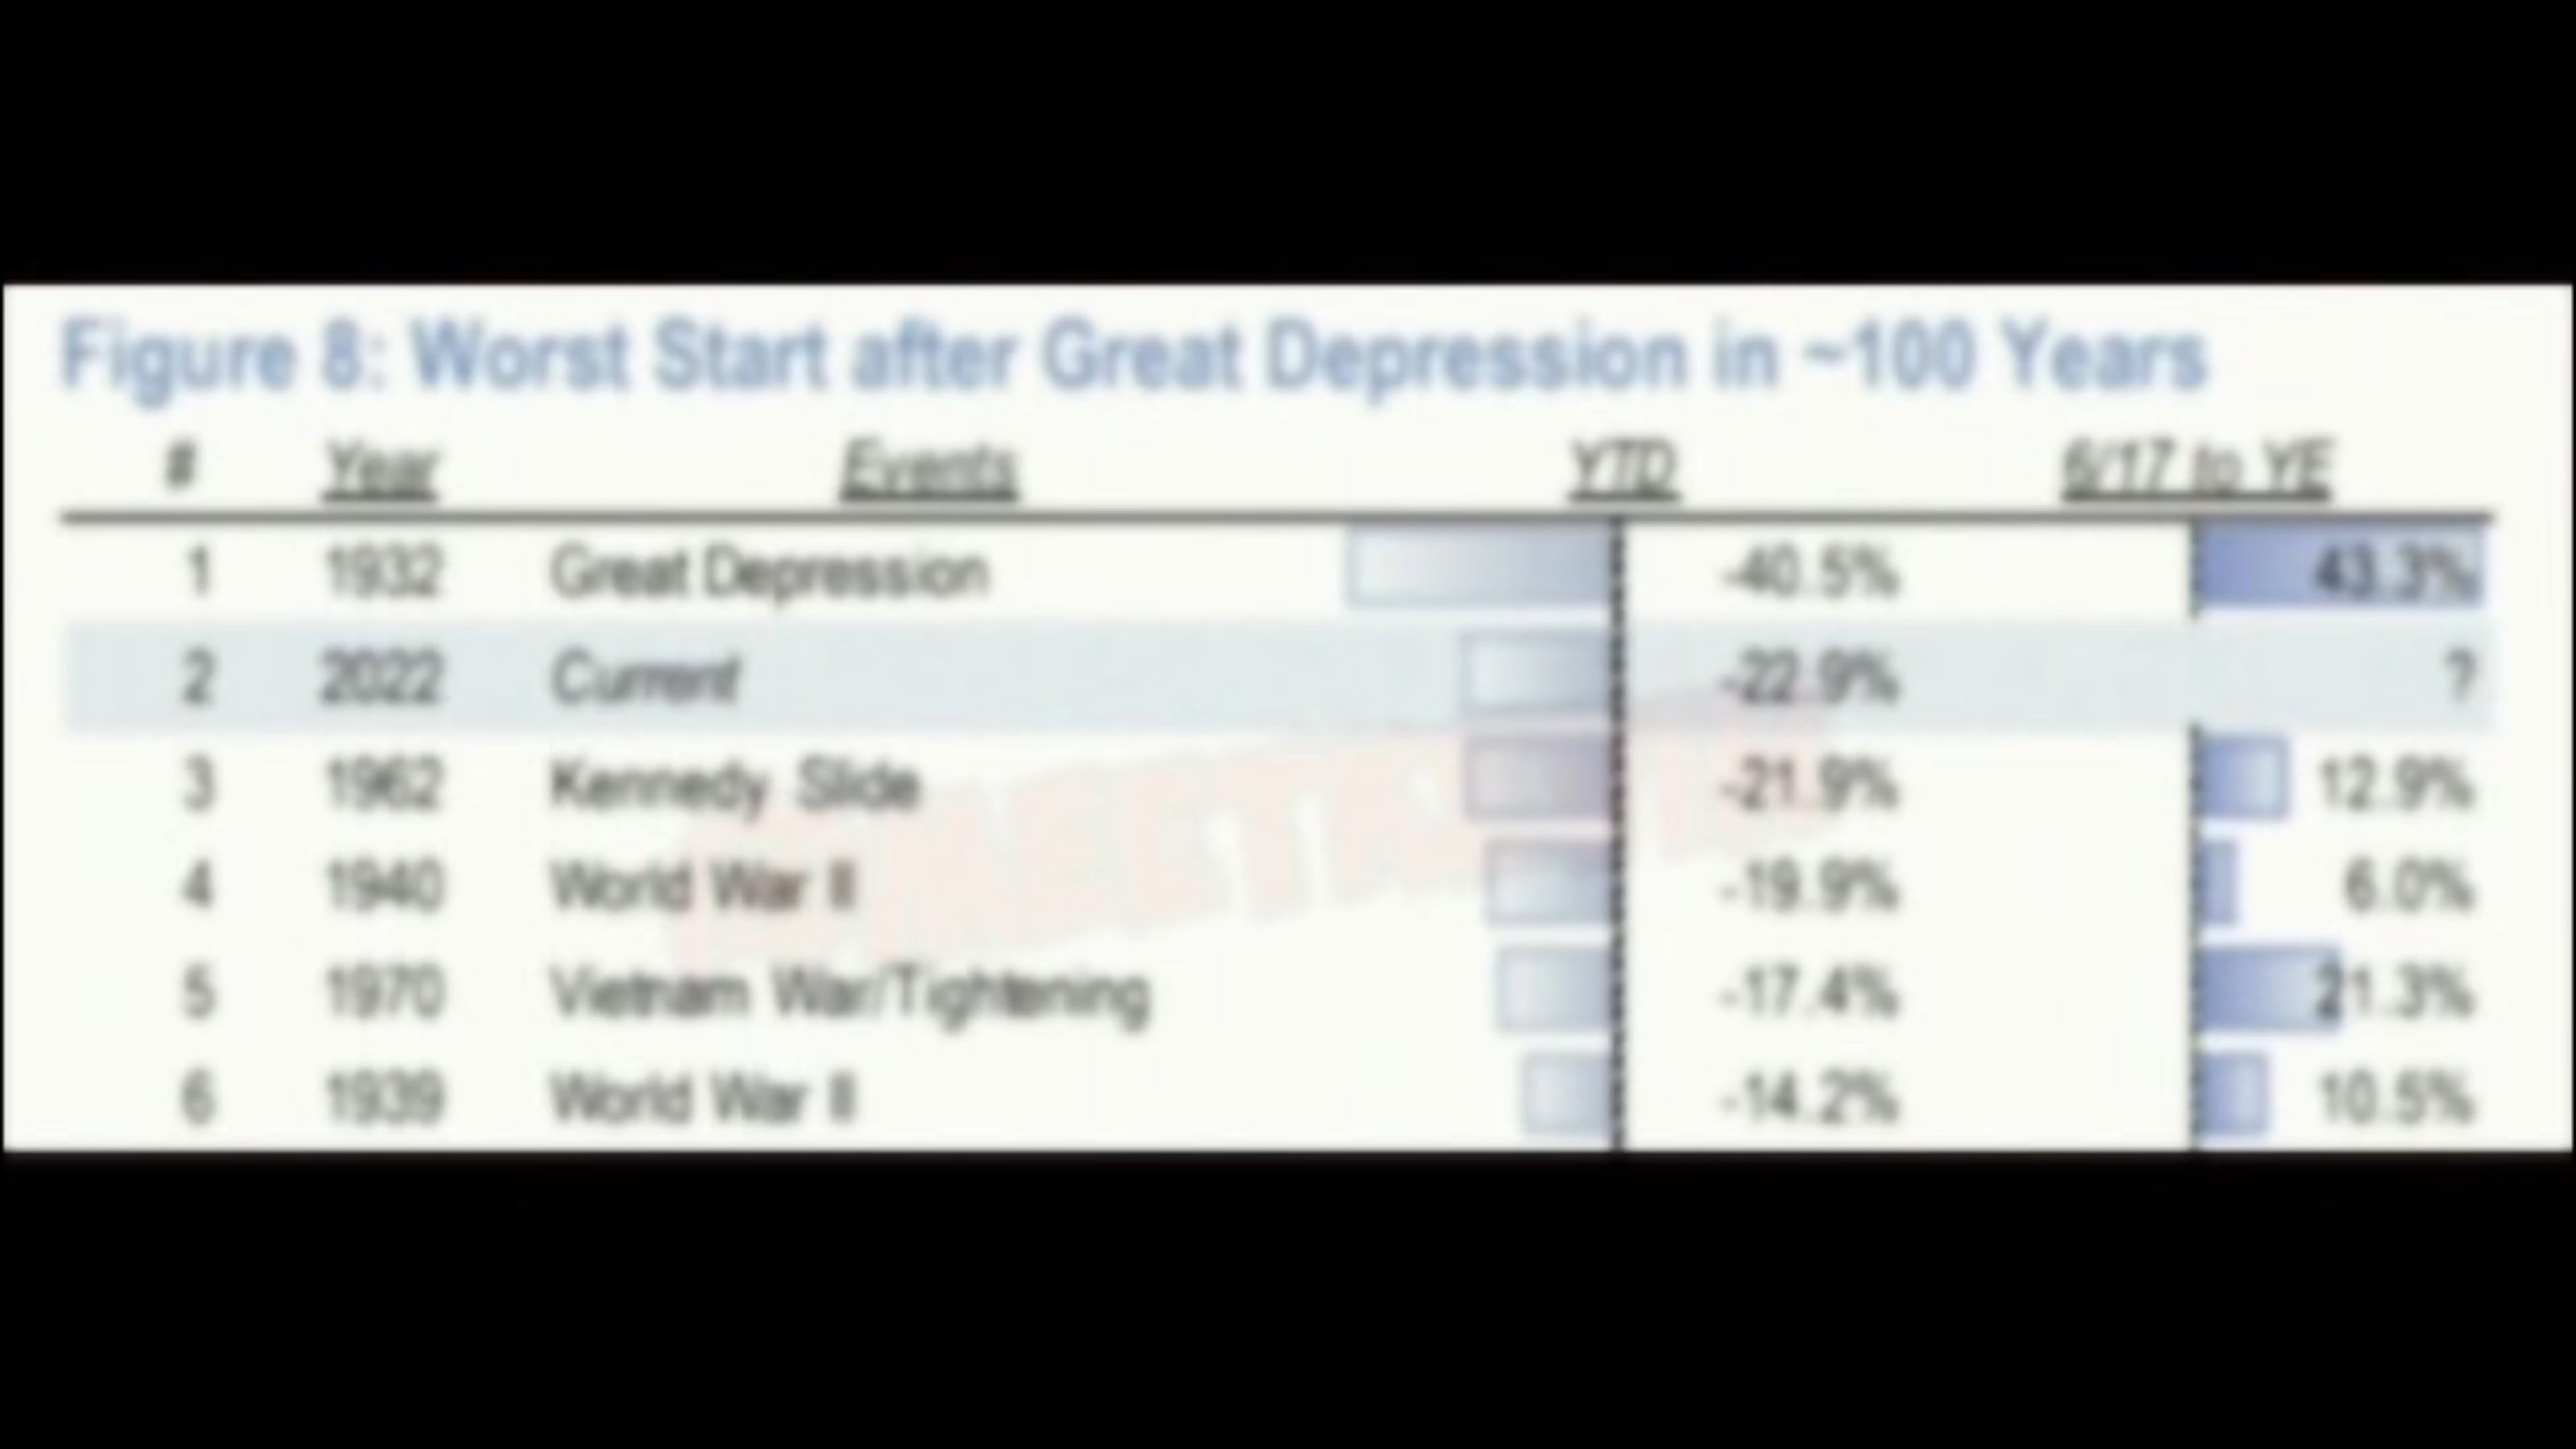 Figure 8: Worst Start after Great Depression in ~100 Years
# Year Events YTD 6/17 to YE
1 1932 Great Depression -40.5% 43.3%
2 2022 Current -22.9% ?
3 1962 Kennedy Slide -21.9% 12.9%
4 1940 World War II -19.9% 6.0%
5 1970 Vietnam War/Tightening -17.4% 21.3%
6 1939 World War II -14.2% 10.5%